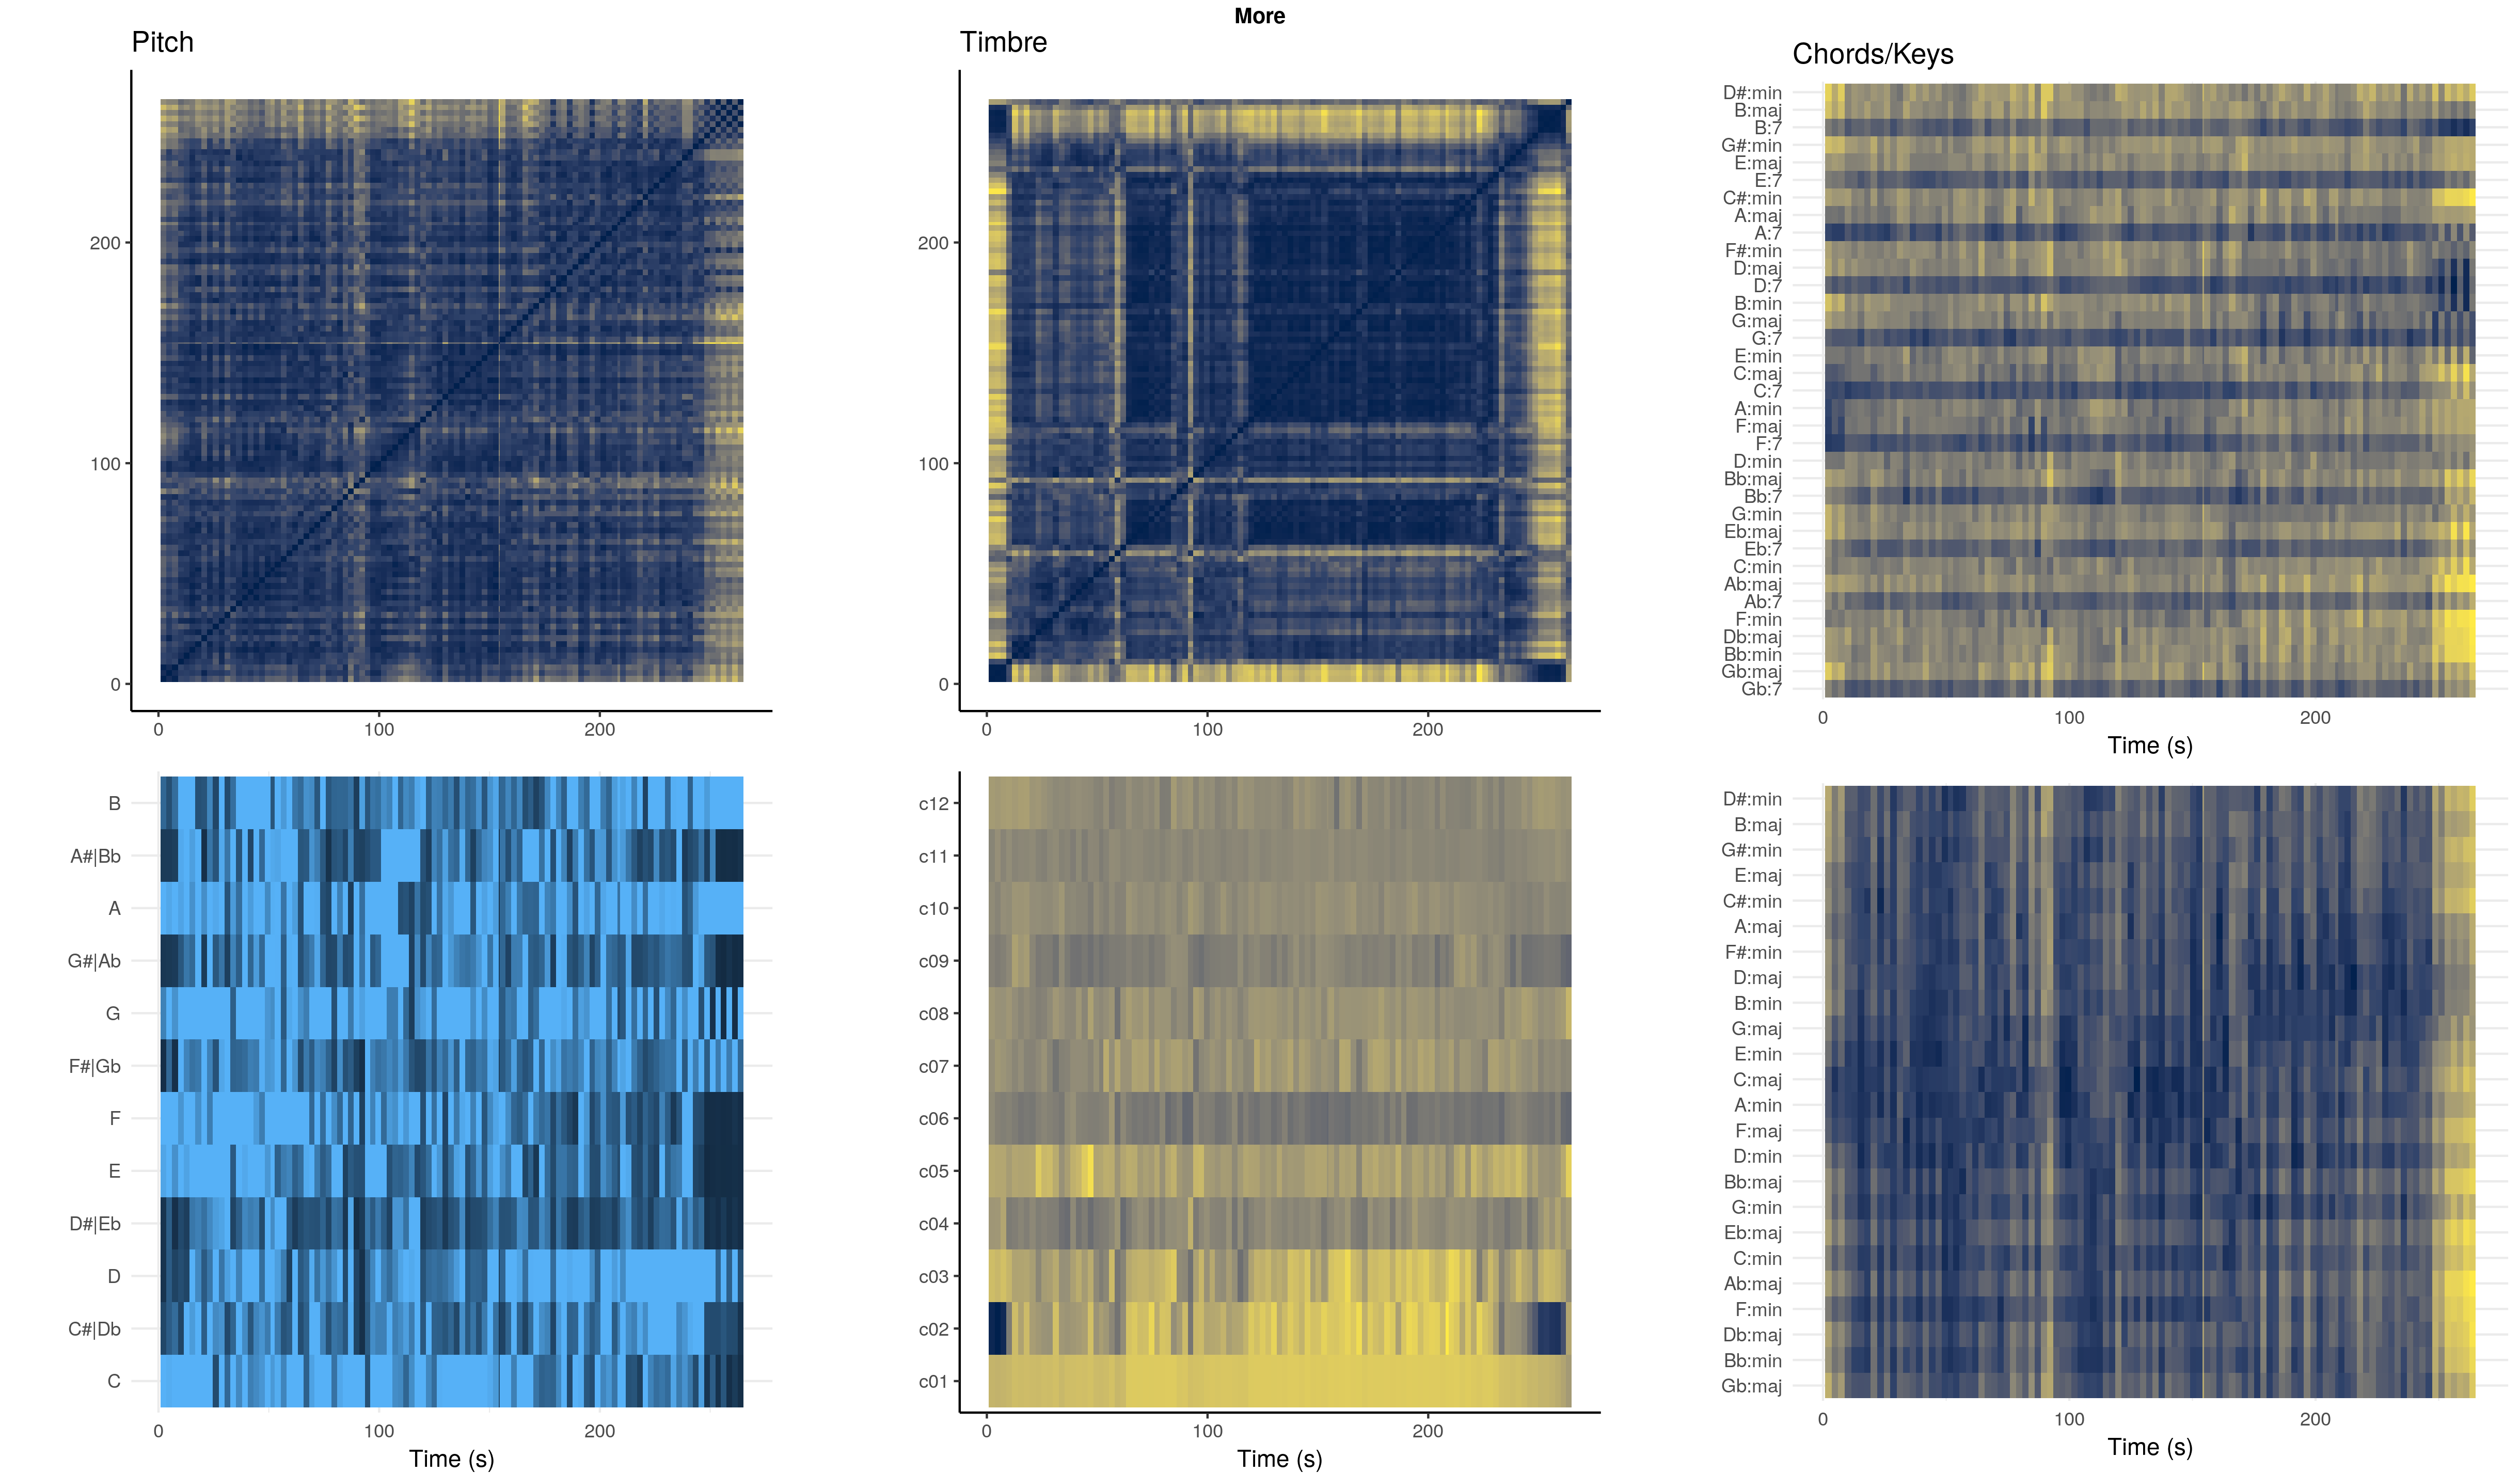 More
Pitch
Timbre
Chords/Keys
200
100
0
0 100 200
200
100
0
0 100 200
D#:min
B:maj
B:7
G#:min
E:maj
E:7
C#:min
A:maj
A:7
F#:min
D:maj
D:7
B:min
G:maj
G:7
E:min
C:maj
C:7
A:min
F:maj
F:7
D:min
Bb:maj
Bb:7
G:min
Eb:maj
Eb:7
C:min
Ab:maj
Ab:7
F:min
Db:maj
Bb:min
Gb:maj
Gb:7
0 100 200
Time (s)
B
A#|Bb
A
G#|Ab
G
F#|Gb
F
E
D#|Eb
D
C#|Db
C
0 100 200
Time (s)
c12
c11
c10
c09
c08
c07
c06
c05
c04
c03
c02
c01
0 100 200
Time (s)
D#:min
B:maj
G#:min
E:maj
C#:min
A:maj
F#:min
D:maj
B:min
G:maj
E:min
C:maj
A:min
F:maj
D:min
Bb:maj
G:min
Eb:maj
C:min
Ab:maj
F:min
Db:maj
Bb:min
Gb:maj
0 100 200
Time (s)